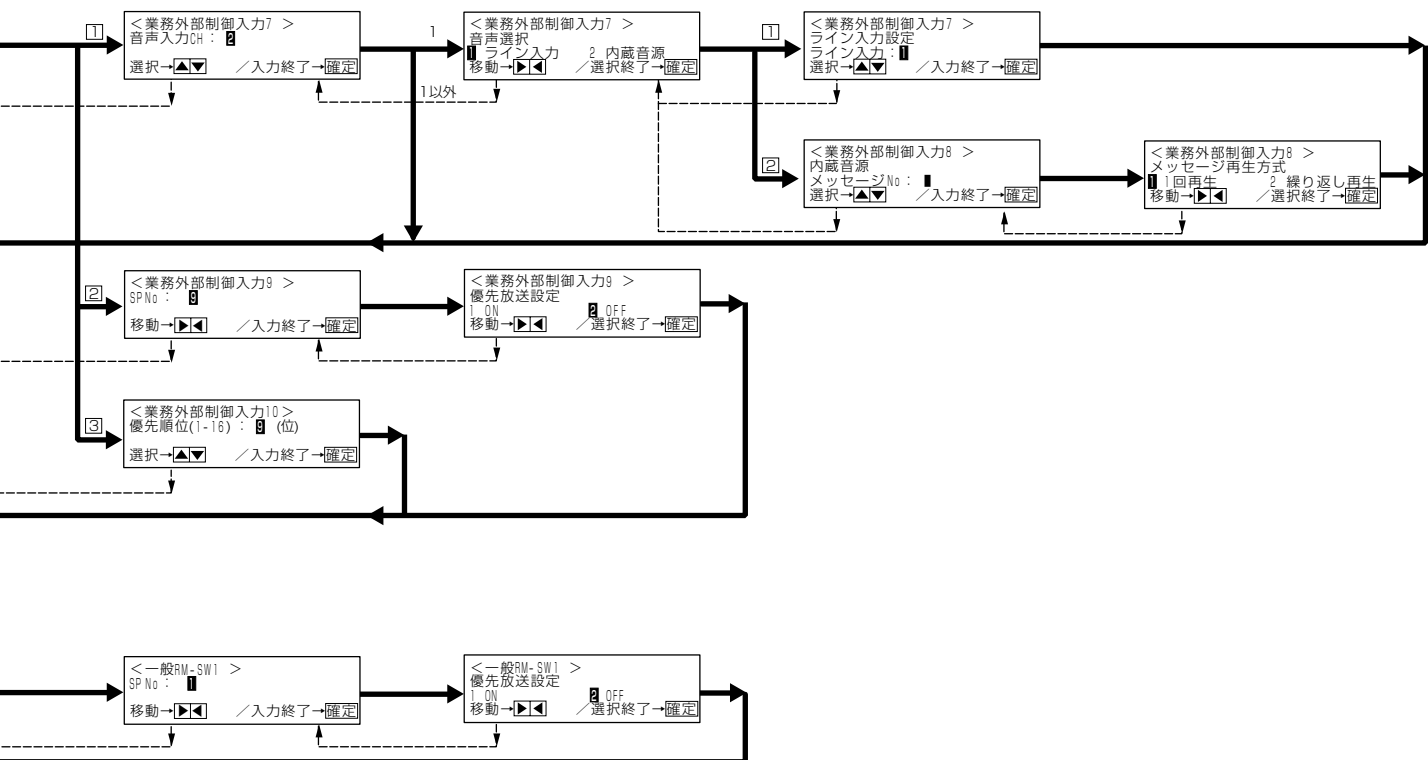 1
＜業務外部制御入力7 ＞
音声入力CH： 2
選択→▲▼ ／入力終了→確定
1
1以外
＜業務外部制御入力7 ＞
音声選択
1 ライン入力 2 内蔵音源
移動→▶◀ ／選択終了→確定
1
＜業務外部制御入力7 ＞
ライン入力設定
ライン入力：1
選択→▲▼ ／入力終了→確定
2
＜業務外部制御入力8 ＞
内蔵音源
メッセージNo：
選択→▲▼ ／入力終了→確定
＜業務外部制御入力8 ＞
メッセージ再生方式
1 1回再生 2 繰り返し再生
移動→▶◀ ／選択終了→確定
2
＜業務外部制御入力9 ＞
SPNo： 9
移動→▶◀ ／入力終了→確定
＜業務外部制御入力9 ＞
優先放送設定
1 ON 2 OFF
移動→▶◀ ／選択終了→確定
3
＜業務外部制御入力10＞
優先順位(1-16)： 9 (位)
選択→▲▼ ／入力終了→確定
＜一般RM-SW1 ＞
SPNo： 1
移動→▶◀ ／入力終了→確定
＜一般RM-SW1 ＞
優先放送設定
1 ON 2 OFF
移動→▶◀ ／選択終了→確定